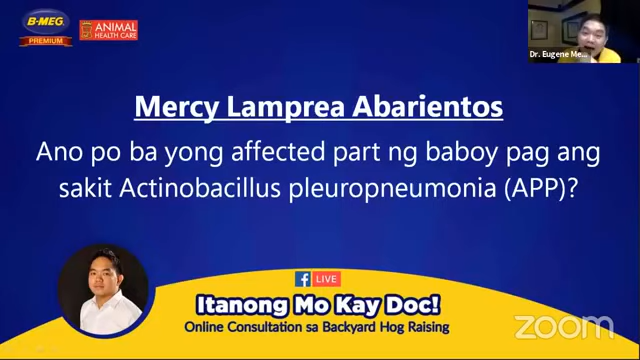 B-MEG
PREMIUM
ANIMAL
HEALTH CARE
Dr. Eugene Me...
Mercy Lamprea Abarientos
Ano po ba yong affected part ng baboy pag ang
sakit Actinobacillus pleuropneumonia (APP)?
f LIVE
Itanong Mo Kay Doc!
Online Consultation sa Backyard Hog Raising
zoom